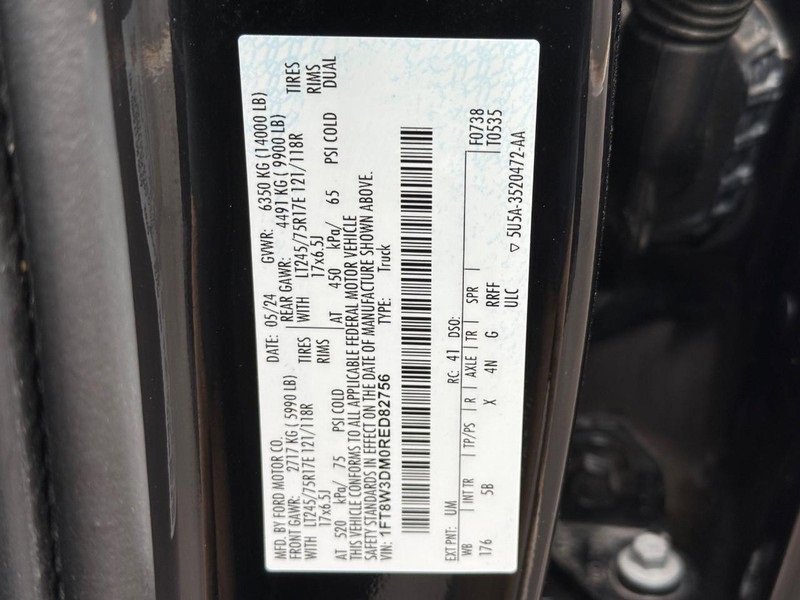 MFD. BY FORD MOTOR CO. DATE: 05/24 GVWR: 6350 KG (14000 LB)
FRONT GAWR: 2717 KG ( 5990 LB) REAR GAWR: 4491 KG ( 9900 LB)
WITH LT245/75R17E 121/118R TIRES WITH LT245/75R17E 121/118R TIRES
17x6.5J RIMS 17x6.5J RIMS
AT 520 kPa/ 75 PSI COLD AT 450 kPa/ 65 PSI COLD DUAL
THIS VEHICLE CONFORMS TO ALL APPLICABLE FEDERAL MOTOR VEHICLE
SAFETY STANDARDS IN EFFECT ON THE DATE OF MANUFACTURE SHOWN ABOVE.
VIN: 1FT8W3DM0RED82756 TYPE: Truck
EXT PNT: UM RC: 41 DSO: F0738
WB INT TR TP/PS R AXLE TR SPR T0535
176 5B X 4N G RRFF
ULC ▽ 5U5A-3520472-AA